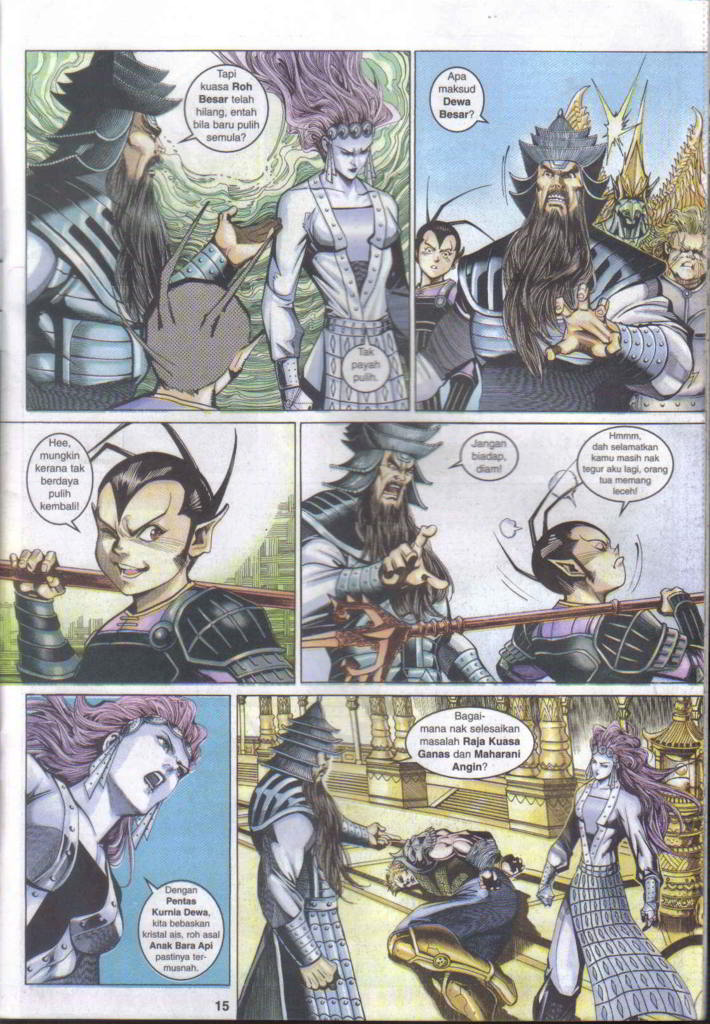 Tapi
kuasa Roh
Besar telah
hilang, entah
bila baru pulih
semula?
Tak
payah
pulih.
Apa
maksud
Dewa
Besar?
Hee,
mungkin
kerana tak
berdaya
pulih
kembali!
Jangan
biadap,
diam!
Hmmm,
dah selamatkan
kamu masih nak
tegur aku lagi, orang
tua memang
leceh!
Dengan
Pentas
Kurnia Dewa,
kita bebaskan
kristal ais, roh asal
Anak Bara Api
pastinya ter-
musnah.
Bagai-
mana nak selesaikan
masalah Raja Kuasa
Ganas dan Maharani
Angin?
15